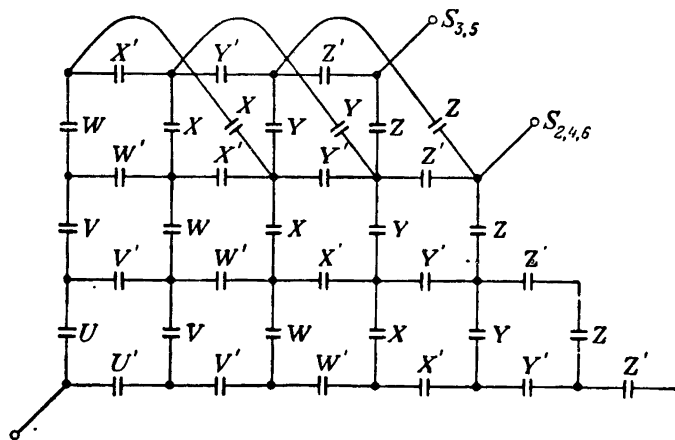 S3,5
X' Y' Z'
W X X Y Y Z Z S2,4,6
W' X' Y' Z'
V W X Y Z
V' W' X' Y' Z'
U V W X Y Z
U' V' W' X' Y' Z'